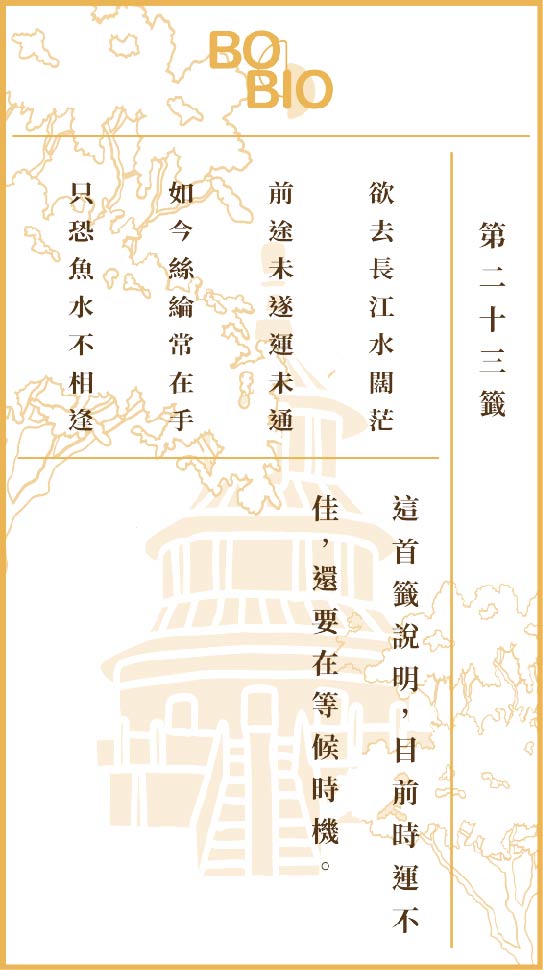 BO
BIO
第二十三籤
欲去長江水闊茫
前途未遂運未通
如今絲綸常在手
只恐魚水不相逢
這首籤說明，目前時運不
佳，還要在等候時機。